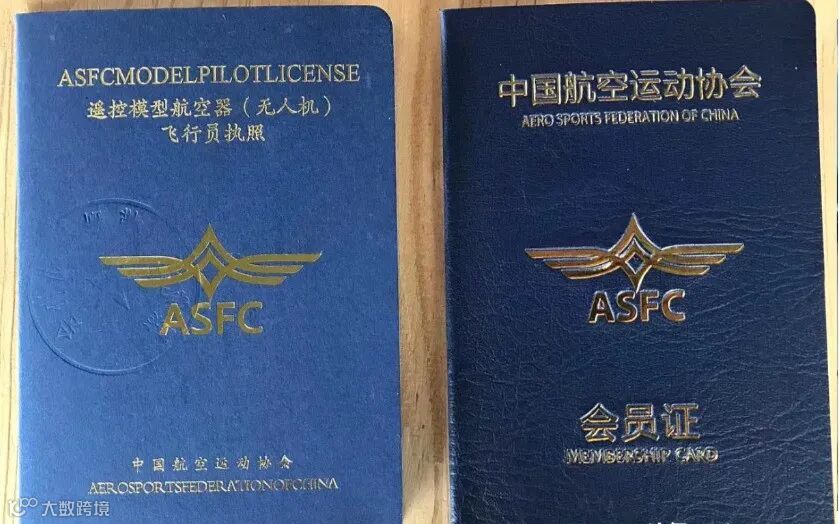 ASFCMODELPILOTLICENSE
遥控模型航空器（无人机）
飞行员执照
ASFC
中国航空运动协会
AEROSPORTSFEDERATIONOFCHINA
中国航空运动协会
AERO SPORTS FEDERATION OF CHINA
ASFC
会员证
MEMBERSHIP CARD
大数跨境